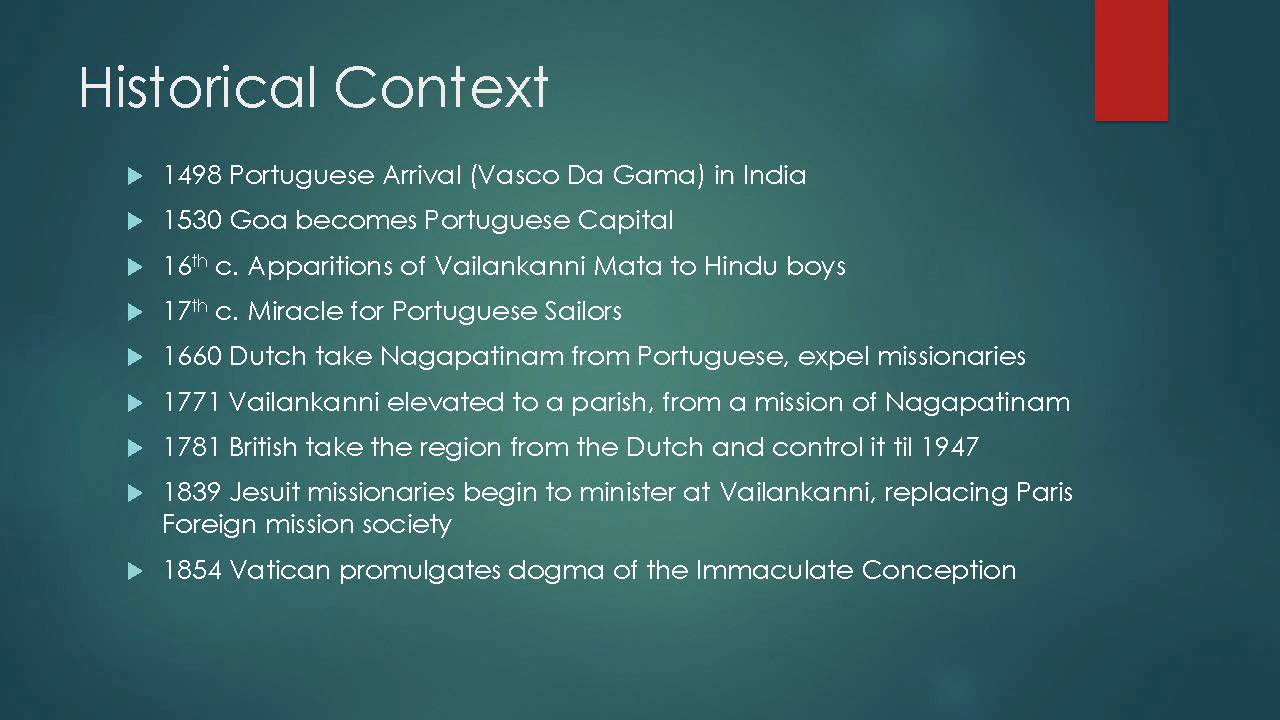 Historical Context
1498 Portuguese Arrival (Vasco Da Gama) in India
1530 Goa becomes Portuguese Capital
16th c. Apparitions of Vailankanni Mata to Hindu boys
17th c. Miracle for Portuguese Sailors
1660 Dutch take Nagapatinam from Portuguese, expel missionaries
1771 Vailankanni elevated to a parish, from a mission of Nagapatinam
1781 British take the region from the Dutch and control it til 1947
1839 Jesuit missionaries begin to minister at Vailankanni, replacing Paris
Foreign mission society
1854 Vatican promulgates dogma of the Immaculate Conception